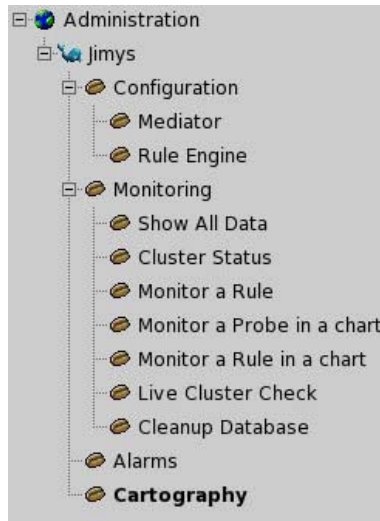 Administration
Jimys
Configuration
Mediator
Rule Engine
Monitoring
Show All Data
Cluster Status
Monitor a Rule
Monitor a Probe in a chart
Monitor a Rule in a chart
Live Cluster Check
Cleanup Database
Alarms
Cartography